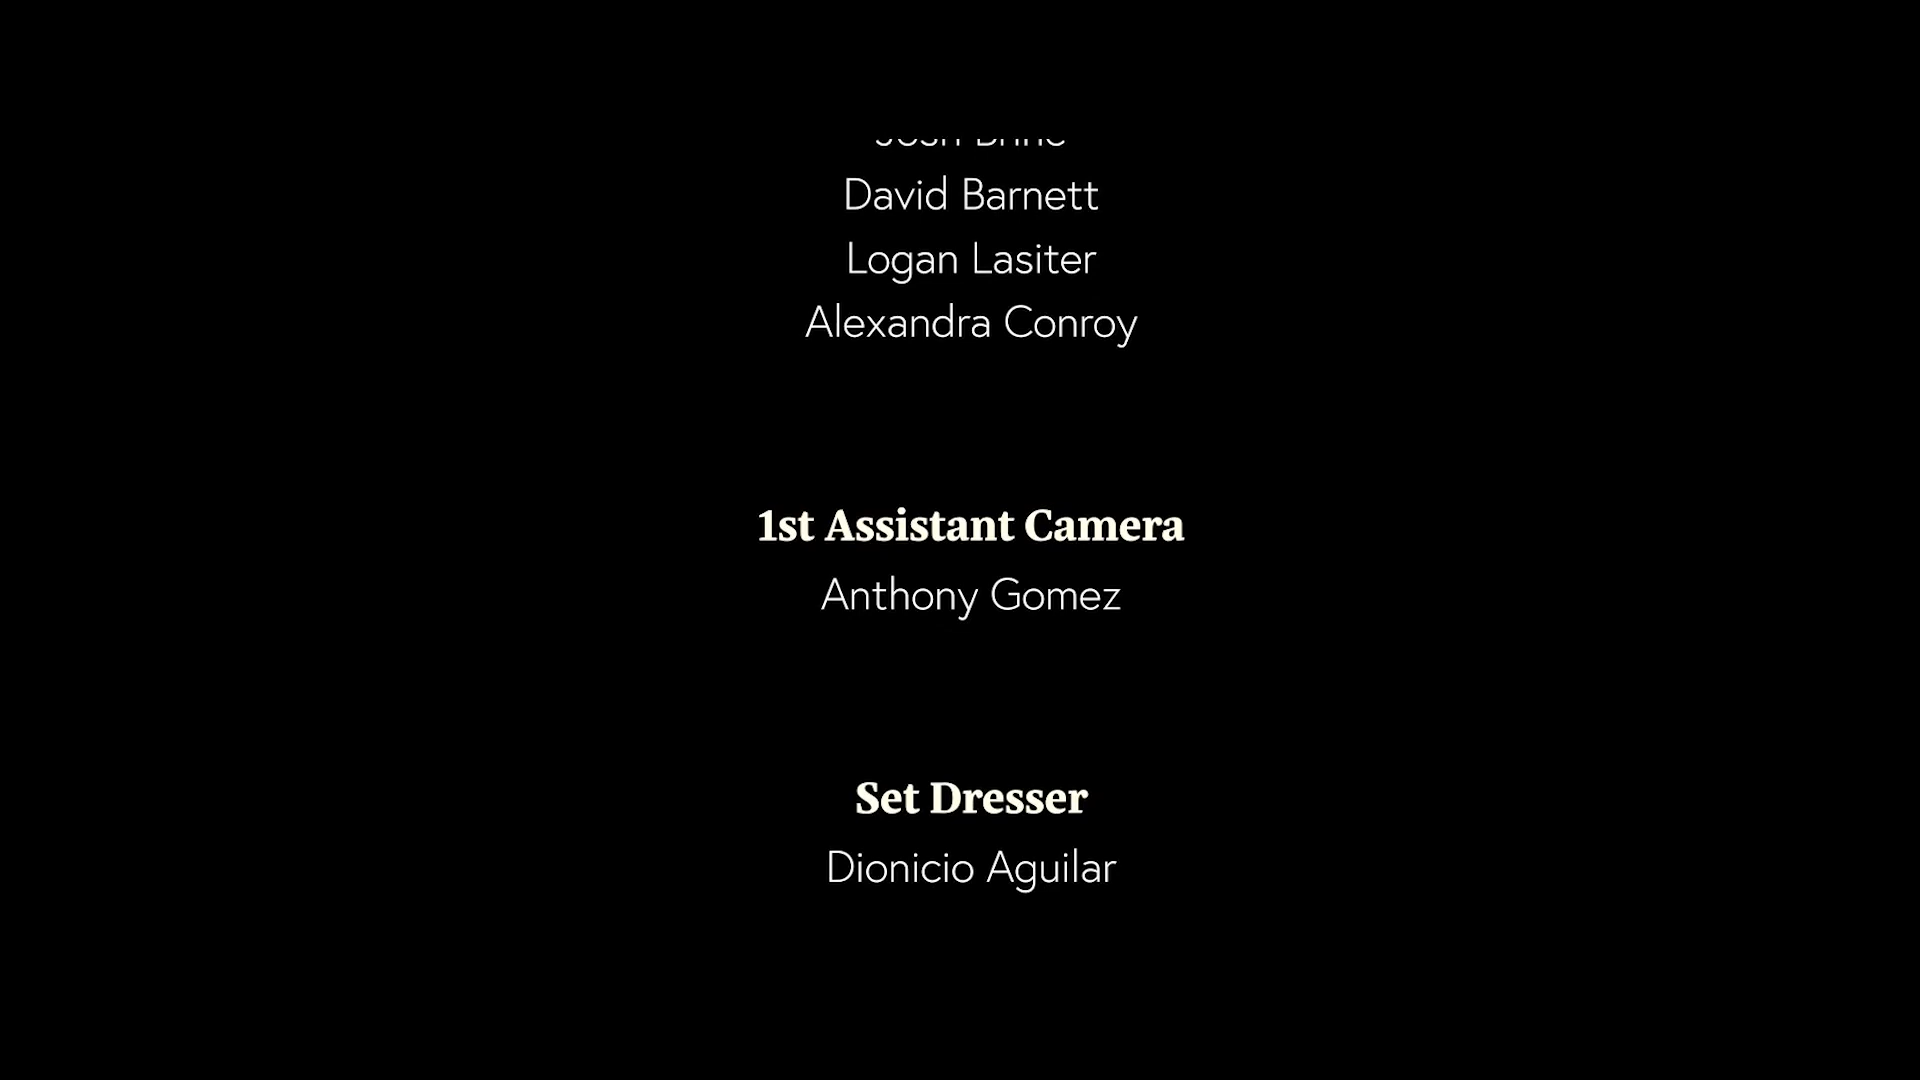 David Barnett
Logan Lasiter
Alexandra Conroy
1st Assistant Camera
Anthony Gomez
Set Dresser
Dionicio Aguilar